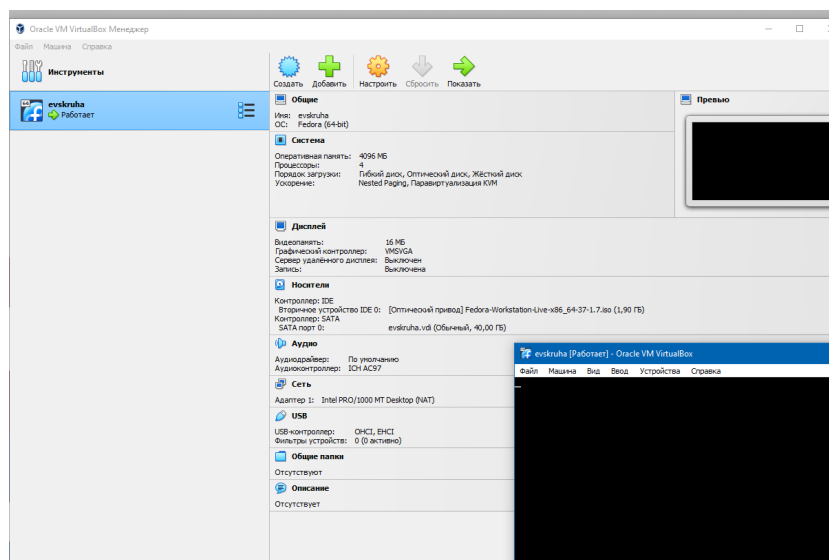 Oracle VM VirtualBox Менеджер
Файл Машина Справка
Инструменты
Создать Добавить Настроить Сбросить Показать
64
evskruha
Работает
Общие
Имя: evskruha
ОС: Fedora (64-bit)
Превью
Система
Оперативная память: 4096 МБ
Процессоры: 4
Порядок загрузки: Гибкий диск, Оптический диск, Жёсткий диск
Ускорение: Nested Paging, Паравиртуализация KVM
Дисплей
Видеопамять: 16 МБ
Графический контроллер: VMSVGA
Сервер удалённого дисплея: Выключен
Запись: Выключена
Носители
Контроллер: IDE
Вторичное устройство IDE 0: [Оптический привод] Fedora-Workstation-Live-x86_64-37-1.7.iso (1,90 ГБ)
Контроллер: SATA
SATA порт 0: evskruha.vdi (Обычный, 40,00 ГБ)
Аудио
Аудиодрайвер: По умолчанию
Аудиоконтроллер: ICH AC97
Сеть
Адаптер 1: Intel PRO/1000 MT Desktop (NAT)
USB
USB-контроллер: OHCI, EHCI
Фильтры устройств: 0 (0 активно)
Общие папки
Отсутствуют
Описание
Отсутствует
evskruha [Работает] - Oracle VM VirtualBox
Файл Машина Вид Ввод Устройства Справка